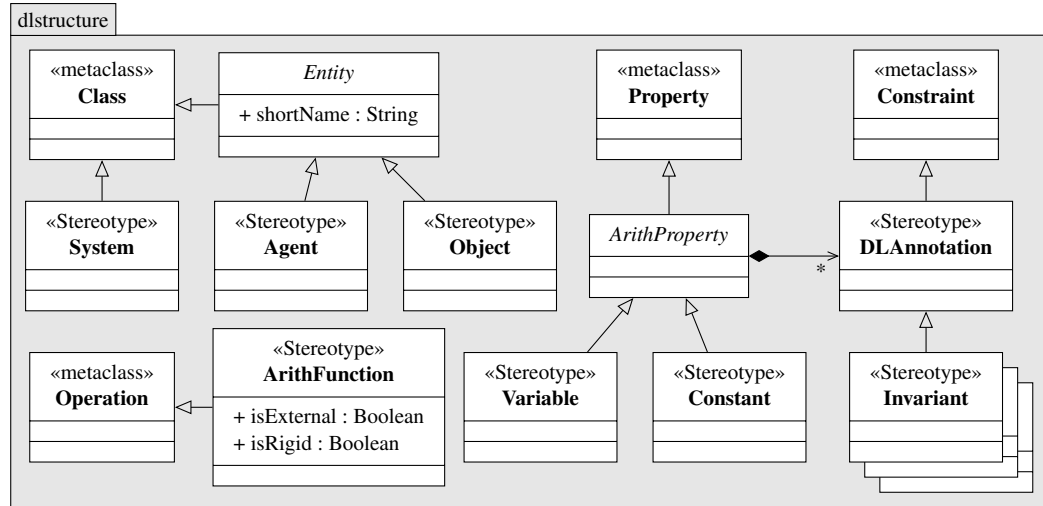 dlstructure
«metaclass»
Class
Entity
+ shortName : String
«metaclass»
Property
«metaclass»
Constraint
«Stereotype»
System
«Stereotype»
Agent
«Stereotype»
Object
ArithProperty
*
«Stereotype»
DLAnnotation
«metaclass»
Operation
«Stereotype»
ArithFunction
+ isExternal : Boolean
+ isRigid : Boolean
«Stereotype»
Variable
«Stereotype»
Constant
«Stereotype»
Invariant